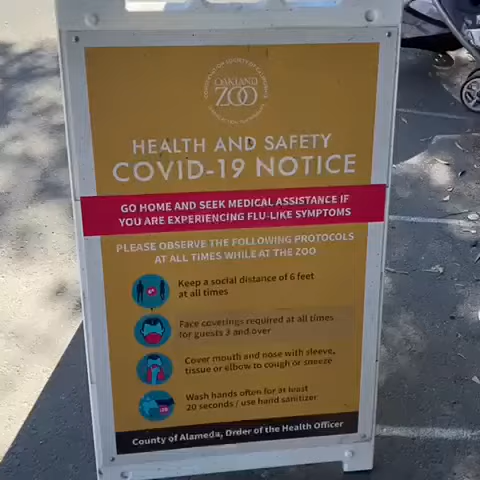 OAKLAND
ZOO
HEALTH AND SAFETY
COVID-19 NOTICE
GO HOME AND SEEK MEDICAL ASSISTANCE IF
YOU ARE EXPERIENCING FLU-LIKE SYMPTOMS
PLEASE OBSERVE THE FOLLOWING PROTOCOLS
AT ALL TIMES WHILE AT THE ZOO
Keep a social distance of 6 feet
at all times
Face coverings required at all times
for guests 3 and over
Cover mouth and nose with sleeve,
tissue or elbow to cough or sneeze
Wash hands often for at least
20 seconds / use hand sanitizer
County of Alameda, Order of the Health Officer